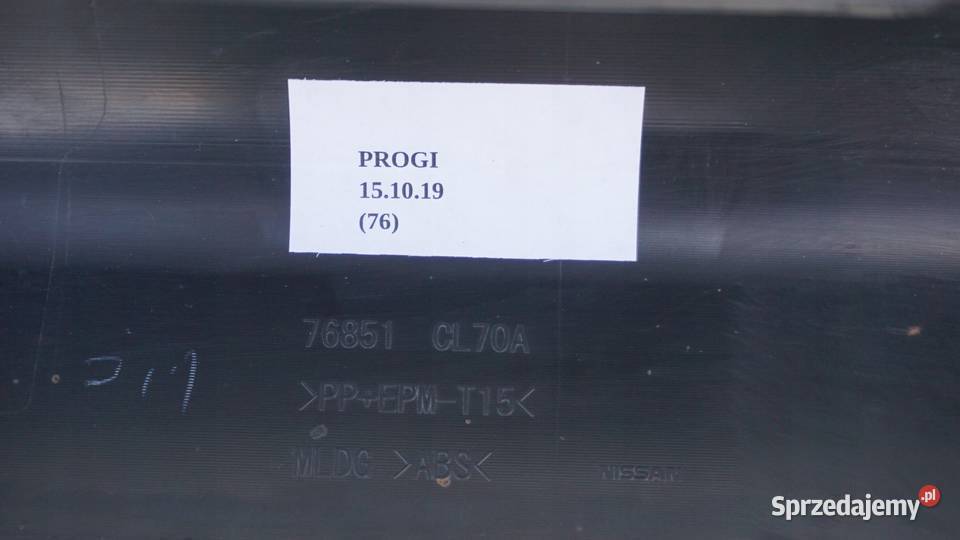 PROGI
15.10.19
(76)
76851 CL70A
>PP+EPM-T15<
MLDG >ABS<
NISSAN
Sprzedajemy.pl